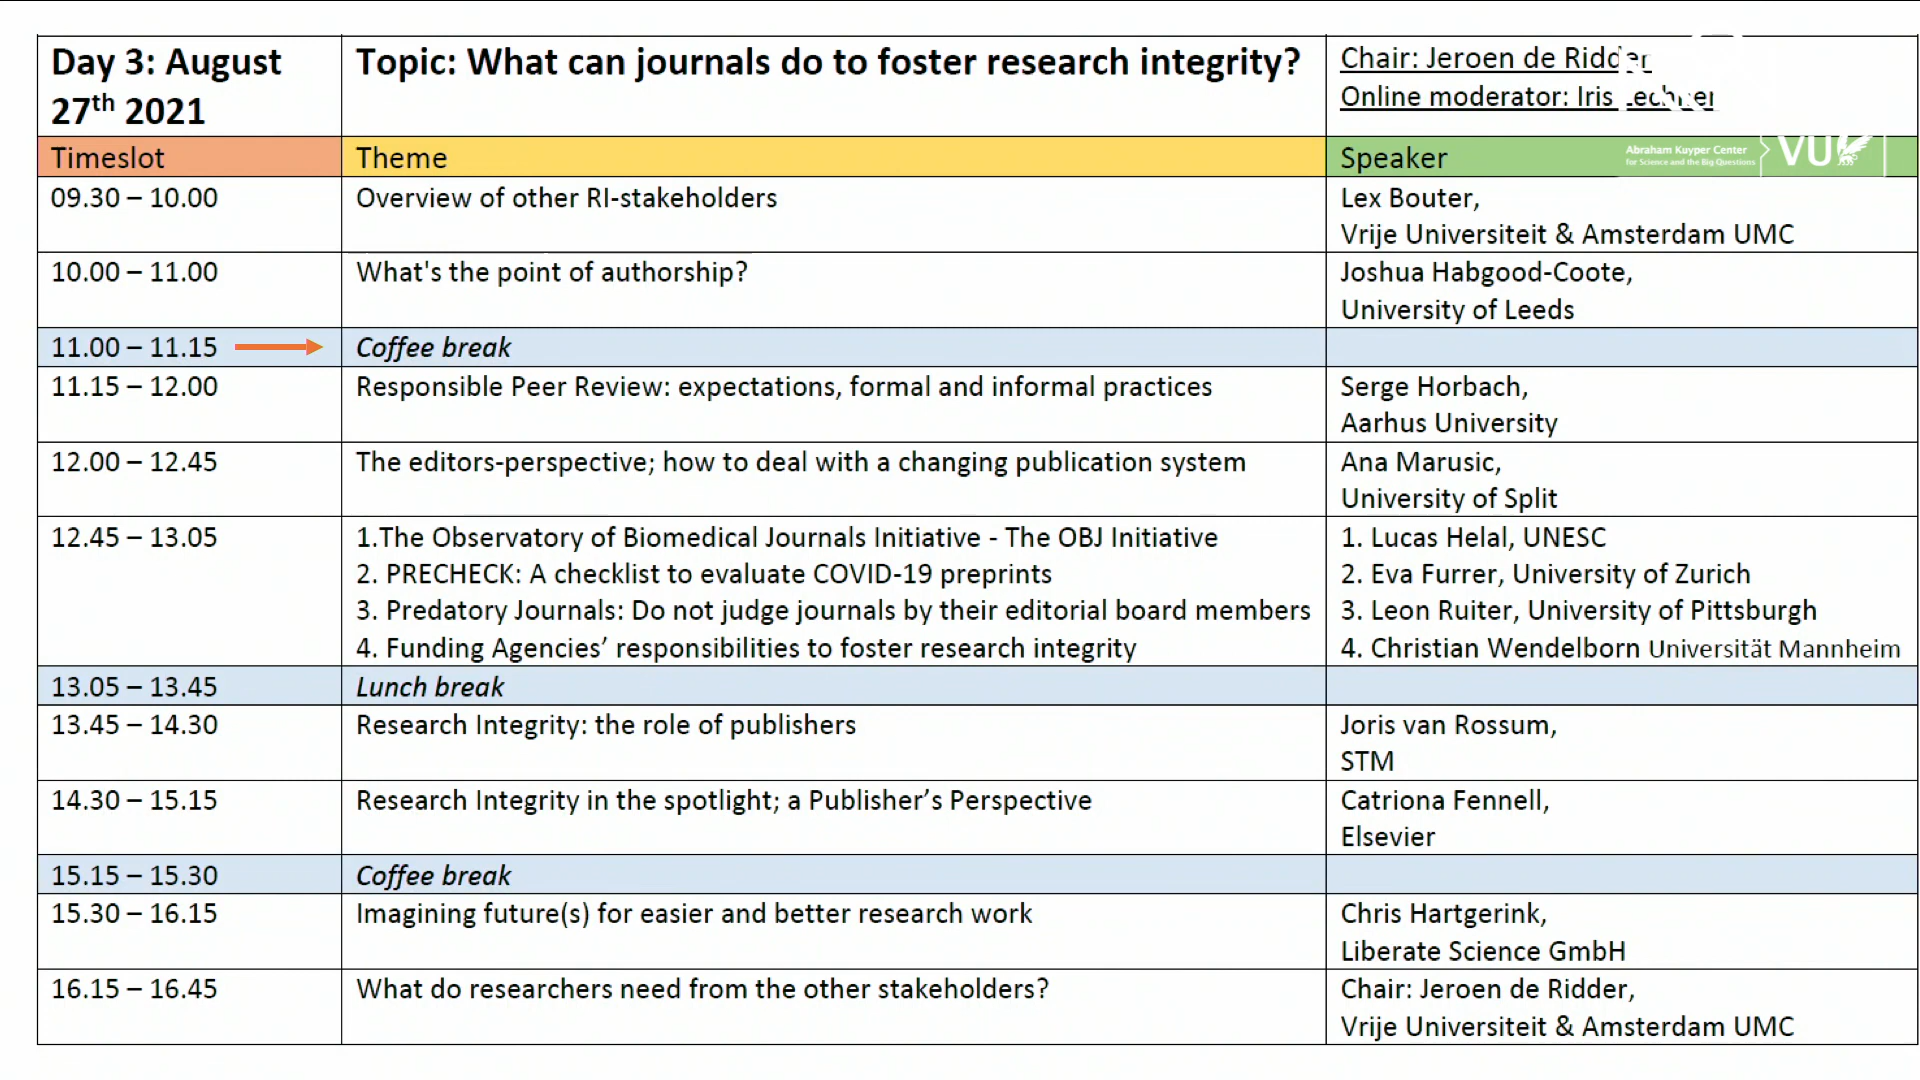 Day 3: August
27th 2021
Topic: What can journals do to foster research integrity?
Chair: Jeroen de Ridder
Online moderator: Iris
Timeslot
Theme
Speaker
Abraham Kuyper Center
for Science and the Big Questions
VU
09.30 – 10.00
Overview of other RI-stakeholders
Lex Bouter,
Vrije Universiteit & Amsterdam UMC
10.00 – 11.00
What's the point of authorship?
Joshua Habgood-Coote,
University of Leeds
11.00 – 11.15
Coffee break
11.15 – 12.00
Responsible Peer Review: expectations, formal and informal practices
Serge Horbach,
Aarhus University
12.00 – 12.45
The editors-perspective; how to deal with a changing publication system
Ana Marusic,
University of Split
12.45 – 13.05
1.The Observatory of Biomedical Journals Initiative - The OBJ Initiative
2. PRECHECK: A checklist to evaluate COVID-19 preprints
3. Predatory Journals: Do not judge journals by their editorial board members
4. Funding Agencies’ responsibilities to foster research integrity
1. Lucas Helal, UNESC
2. Eva Furrer, University of Zurich
3. Leon Ruiter, University of Pittsburgh
4. Christian Wendelborn Universität Mannheim
13.05 – 13.45
Lunch break
13.45 – 14.30
Research Integrity: the role of publishers
Joris van Rossum,
STM
14.30 – 15.15
Research Integrity in the spotlight; a Publisher’s Perspective
Catriona Fennell,
Elsevier
15.15 – 15.30
Coffee break
15.30 – 16.15
Imagining future(s) for easier and better research work
Chris Hartgerink,
Liberate Science GmbH
16.15 – 16.45
What do researchers need from the other stakeholders?
Chair: Jeroen de Ridder,
Vrije Universiteit & Amsterdam UMC